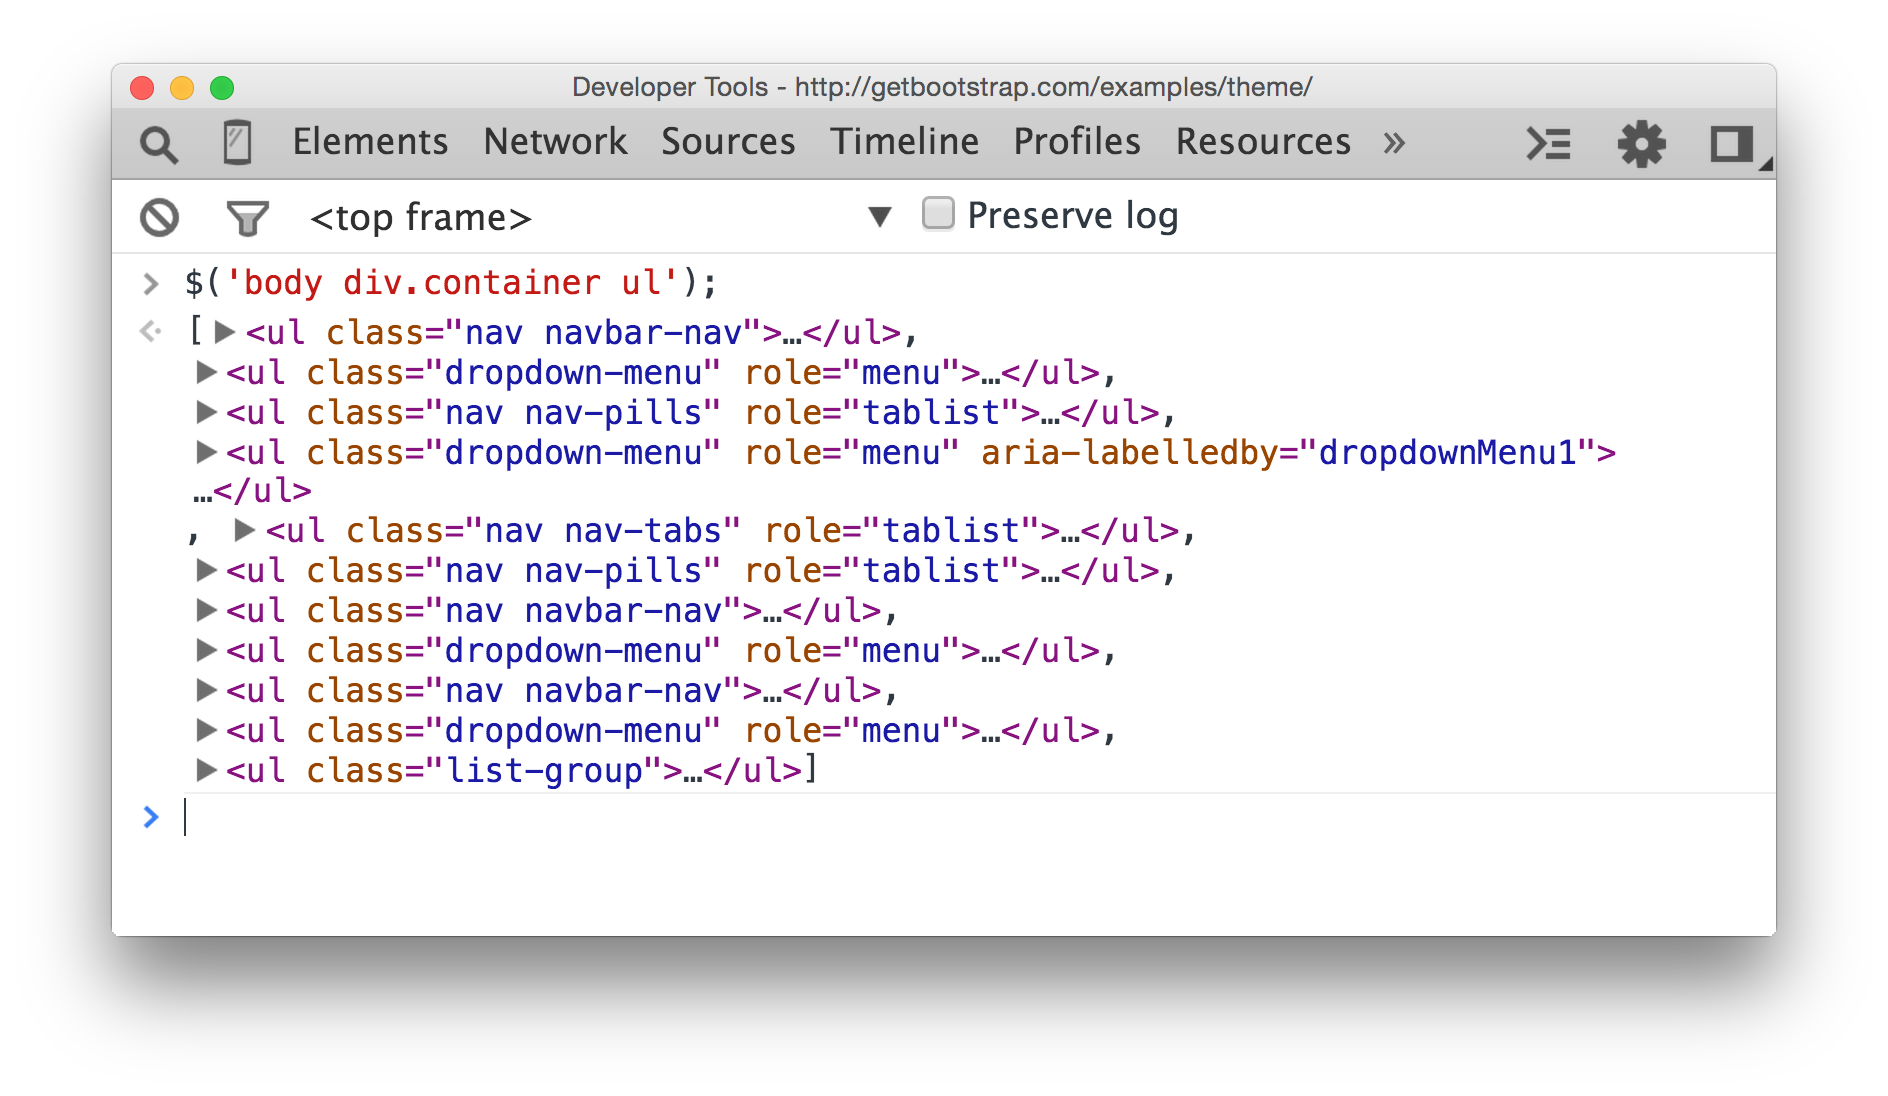 Developer Tools - http://getbootstrap.com/examples/theme/
Elements Network Sources Timeline Profiles Resources »
<top frame> ▼ Preserve log
> $('body div.container ul');
[▶<ul class="nav navbar-nav">…</ul>,
▶<ul class="dropdown-menu" role="menu">…</ul>,
▶<ul class="nav nav-pills" role="tablist">…</ul>,
▶<ul class="dropdown-menu" role="menu" aria-labelledby="dropdownMenu1">
…</ul>
, ▶<ul class="nav nav-tabs" role="tablist">…</ul>,
▶<ul class="nav nav-pills" role="tablist">…</ul>,
▶<ul class="nav navbar-nav">…</ul>,
▶<ul class="dropdown-menu" role="menu">…</ul>,
▶<ul class="nav navbar-nav">…</ul>,
▶<ul class="dropdown-menu" role="menu">…</ul>,
▶<ul class="list-group">…</ul>]
>